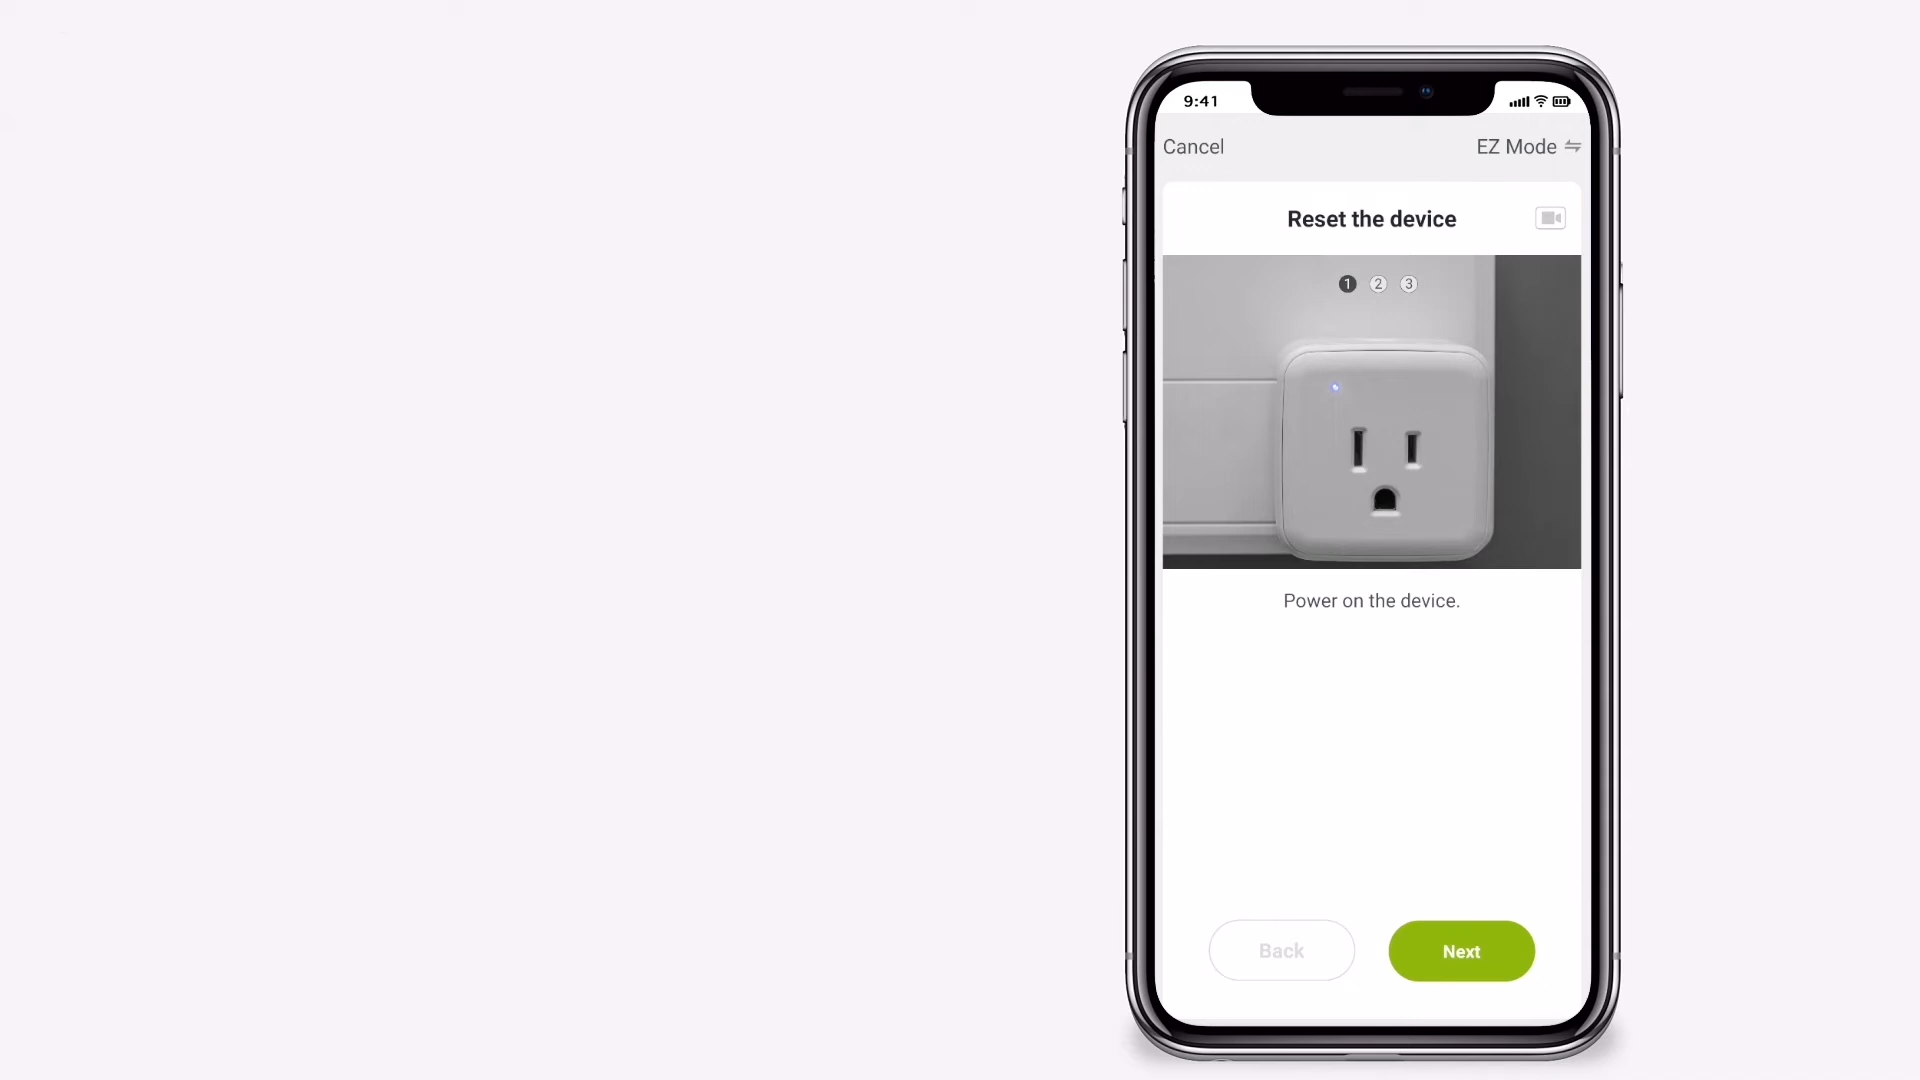 9:41
Cancel
EZ Mode
Reset the device
1 2 3
Power on the device.
Back
Next